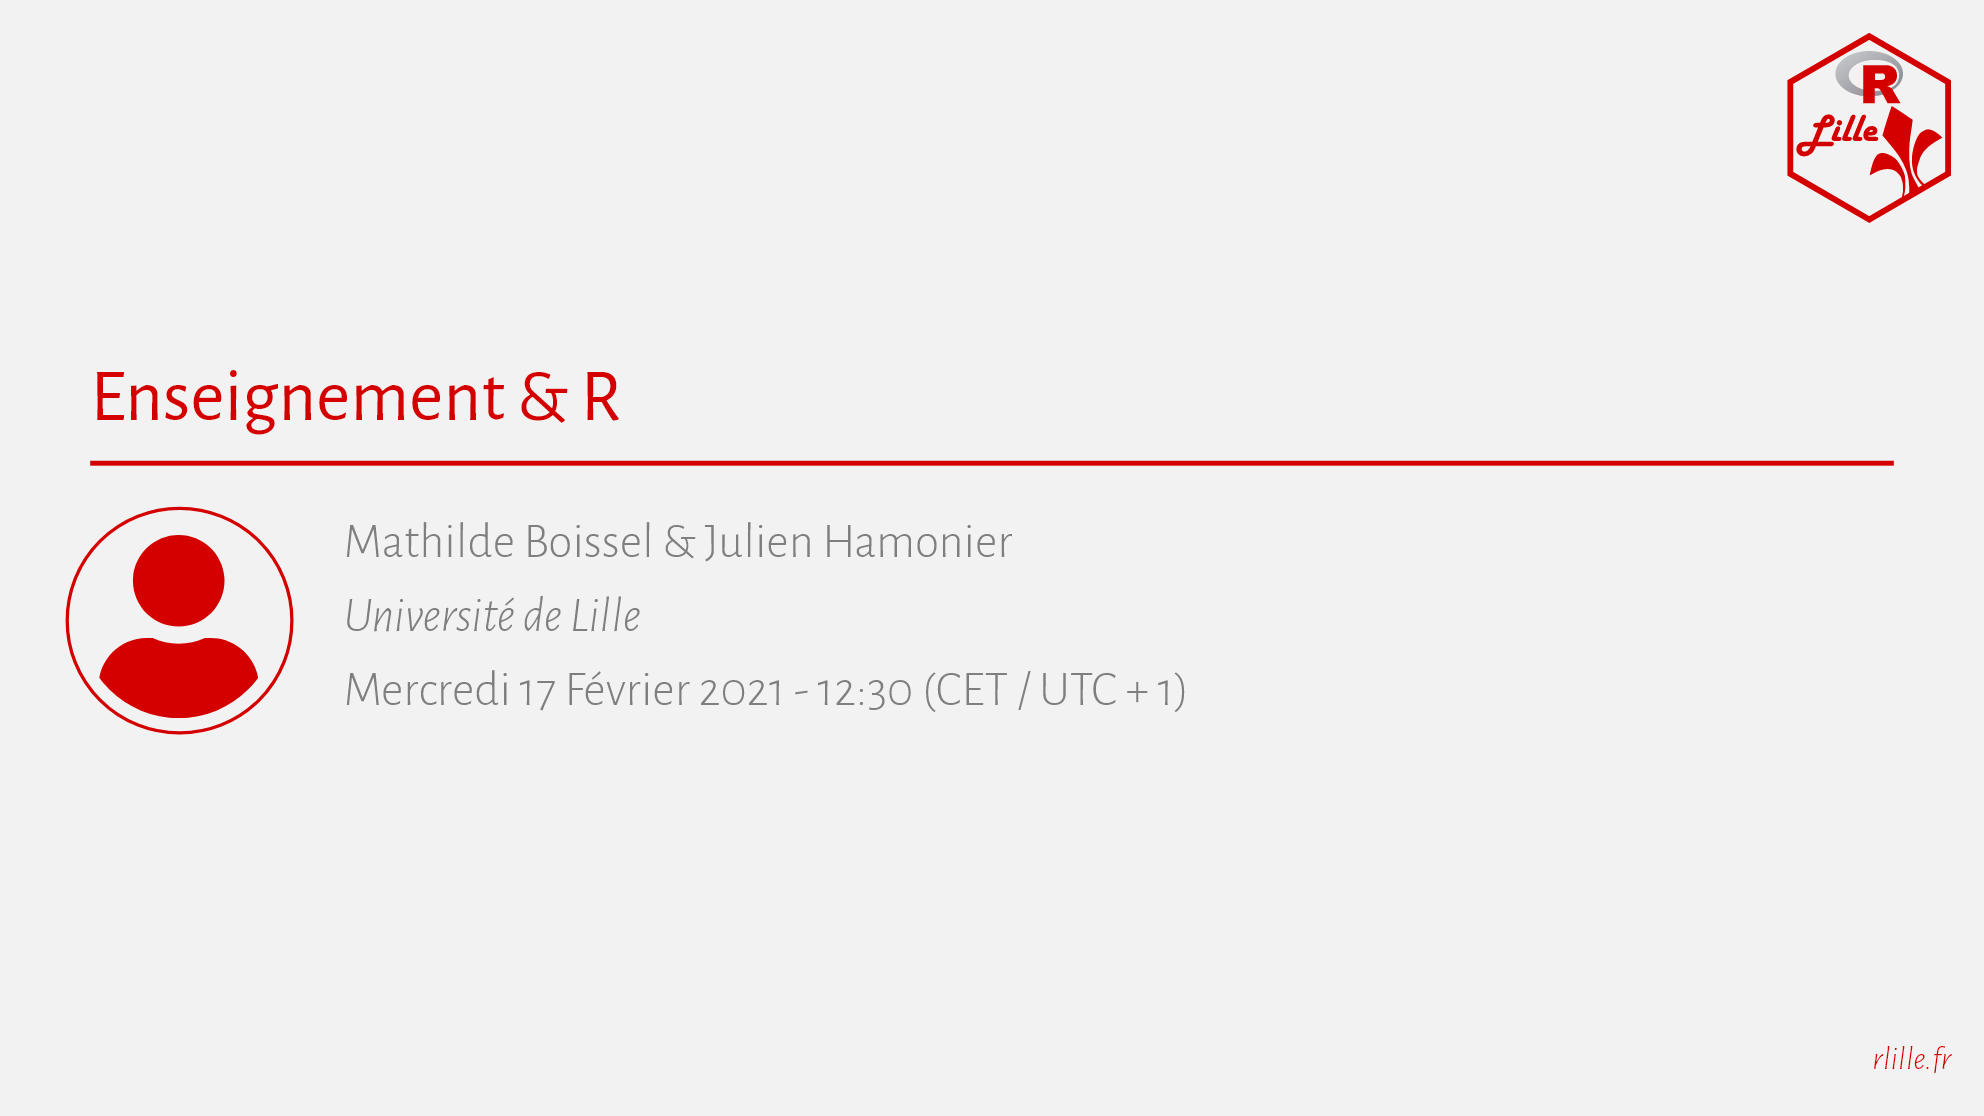 R
Lille
Enseignement & R
Mathilde Boissel & Julien Hamonier
Université de Lille
Mercredi 17 Février 2021 - 12:30 (CET / UTC + 1)
rlille.fr